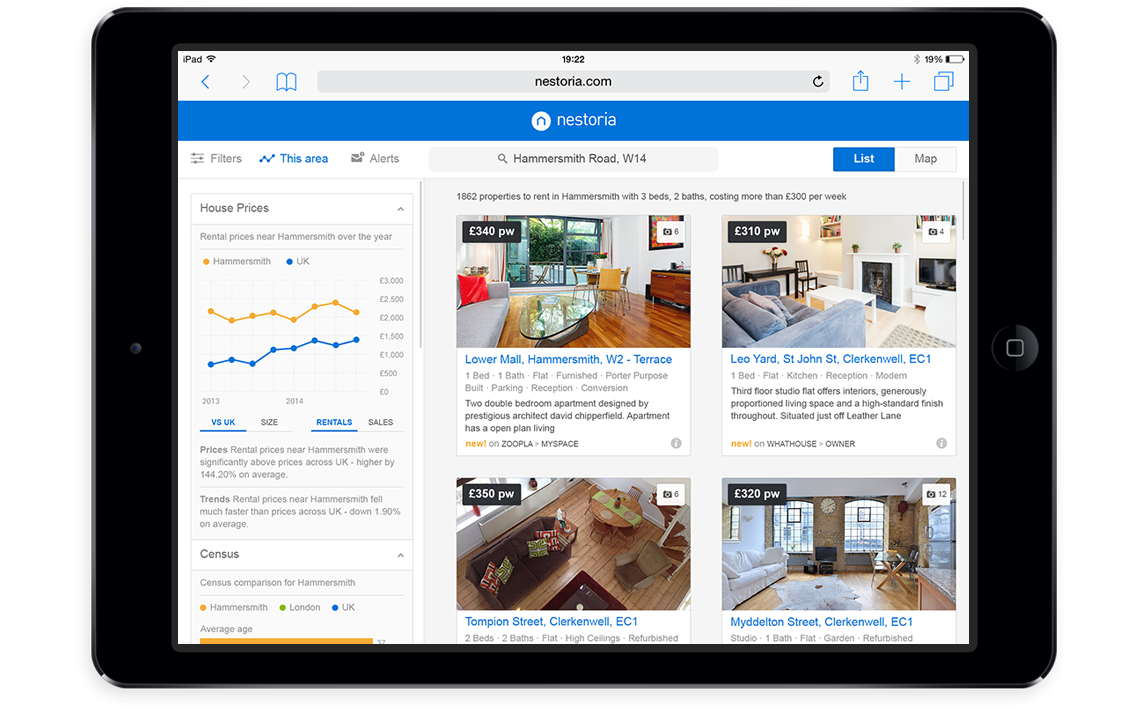 iPad 19:22 19%
nestoria.com
nestoria
Filters This area Alerts Hammersmith Road, W14 List Map
House Prices
Rental prices near Hammersmith over the year
Hammersmith UK
£3,000
£2,500
£2,000
£1,500
£1,000
£500
£0
2013 2014
VS UK SIZE RENTALS SALES
Prices Rental prices near Hammersmith were
significantly above prices across UK - higher by
144.20% on average.
Trends Rental prices near Hammersmith fell
much faster than prices across UK - down 1.90%
on average.
Census
Census comparison for Hammersmith
Hammersmith London UK
Average age
37
1862 properties to rent in Hammersmith with 3 beds, 2 baths, costing more than £300 per week
£340 pw 6
Lower Mall, Hammersmith, W2 - Terrace
1 Bed · 1 Bath · Flat · Furnished · Porter Purpose
Built · Parking · Reception · Conversion
Two double bedroom apartment designed by
prestigious architect david chipperfield. Apartment
has a open plan living
new! on ZOOPLA > MYSPACE
£310 pw 4
Leo Yard, St John St, Clerkenwell, EC1
1 Bed · Flat · Kitchen · Reception · Modern
Third floor studio flat offers interiors, generously
proportioned living space and a high-standard finish
throughout. Situated just off Leather Lane
new! on WHATHOUSE > OWNER
£350 pw 6
Tompion Street, Clerkenwell, EC1
2 Beds · 2 Baths · Flat · High Ceilings · Refurbished
£320 pw 12
Myddelton Street, Clerkenwell, EC1
Studio · 1 Bath · Flat · Garden · Refurbished